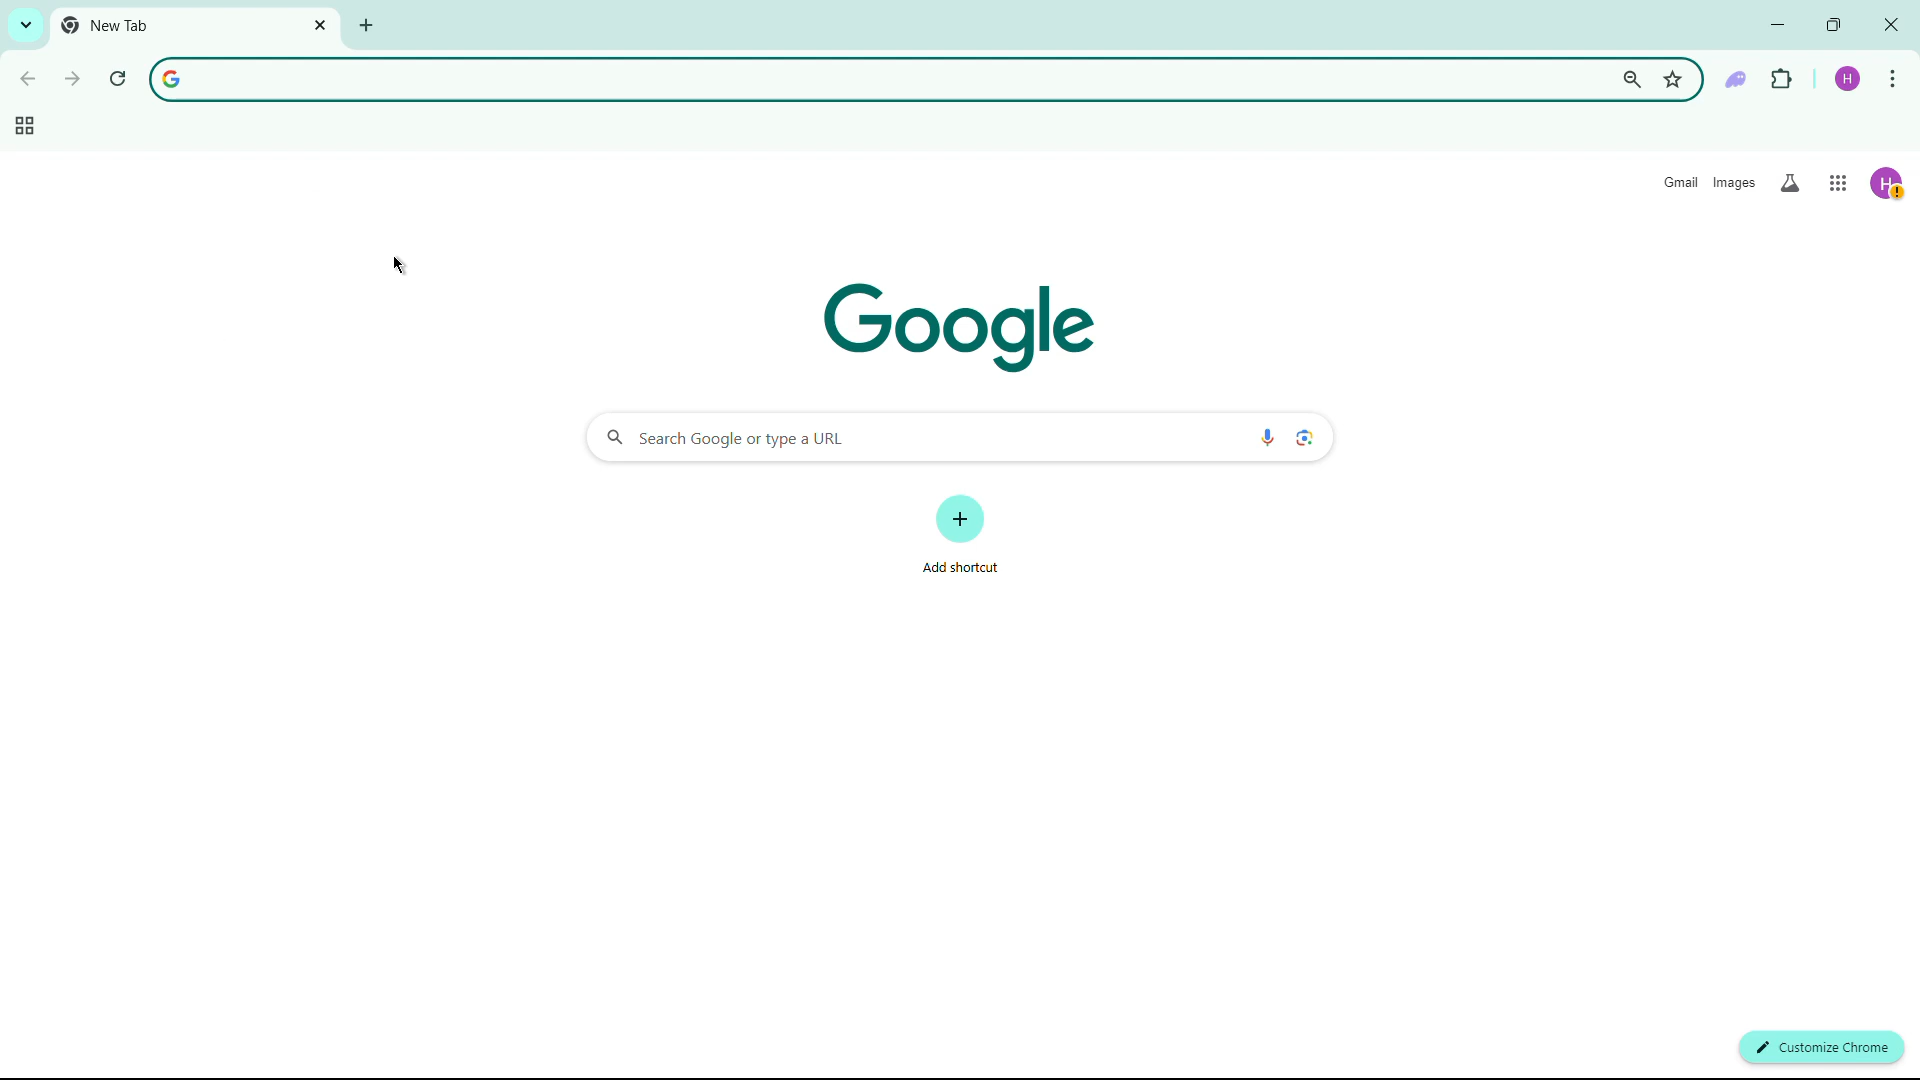 New Tab
Gmail Images
H
Google
Search Google or type a URL
Add shortcut
Customize Chrome